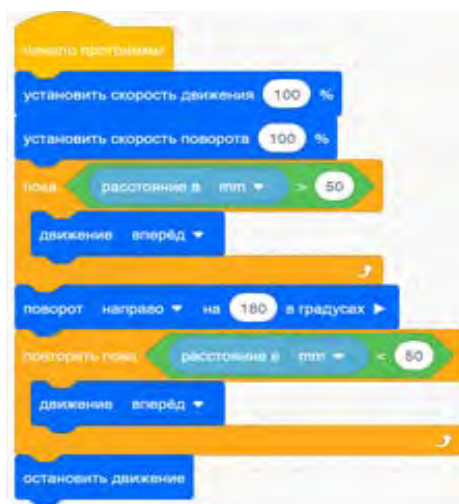 начало программы
установить скорость движения 100 %
установить скорость поворота 100 %
пока расстояние в mm > 50
движение вперёд
поворот направо на 180 в градусах
повторять пока расстояние в mm < 50
движение вперёд
остановить движение